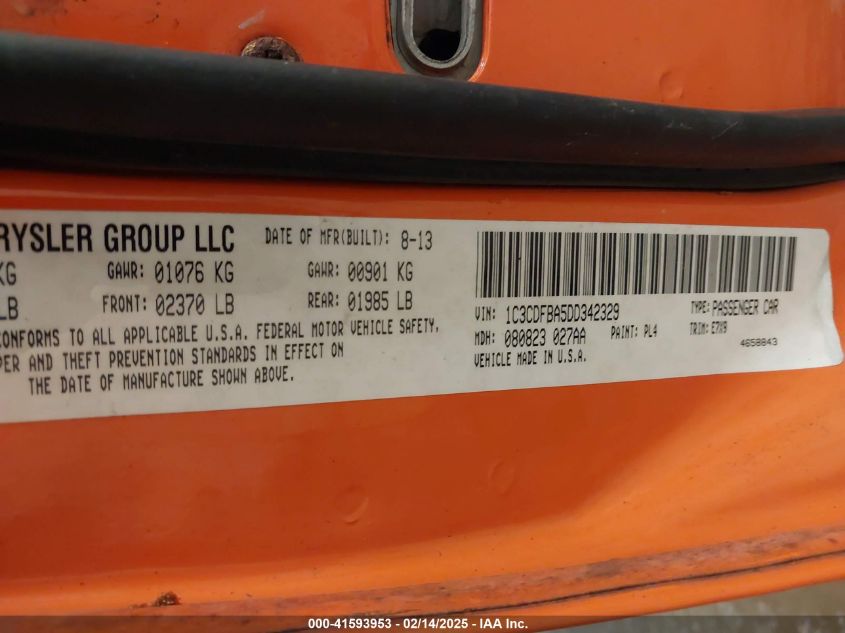 RYSLER GROUP LLC DATE OF MFR(BUILT): 8-13
KG GAWR: 01076 KG GAWR: 00901 KG
LB FRONT: 02370 LB REAR: 01985 LB
CONFORMS TO ALL APPLICABLE U.S.A. FEDERAL MOTOR VEHICLE SAFETY,
PER AND THEFT PREVENTION STANDARDS IN EFFECT ON
THE DATE OF MANUFACTURE SHOWN ABOVE.
VIN: 1C3CDFBA5DD342329 TYPE: PASSENGER CAR
MDH: 080823 027AA PAINT: PL4 TRIM: E7X9
VEHICLE MADE IN U.S.A. 4658843
000-41593953 - 02/14/2025 - IAA Inc.